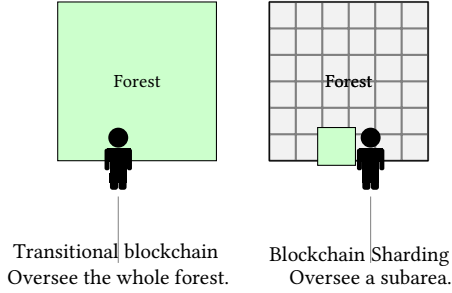 Forest
Forest
Transitional blockchain
Oversee the whole forest.
Blockchain Sharding
Oversee a subarea.